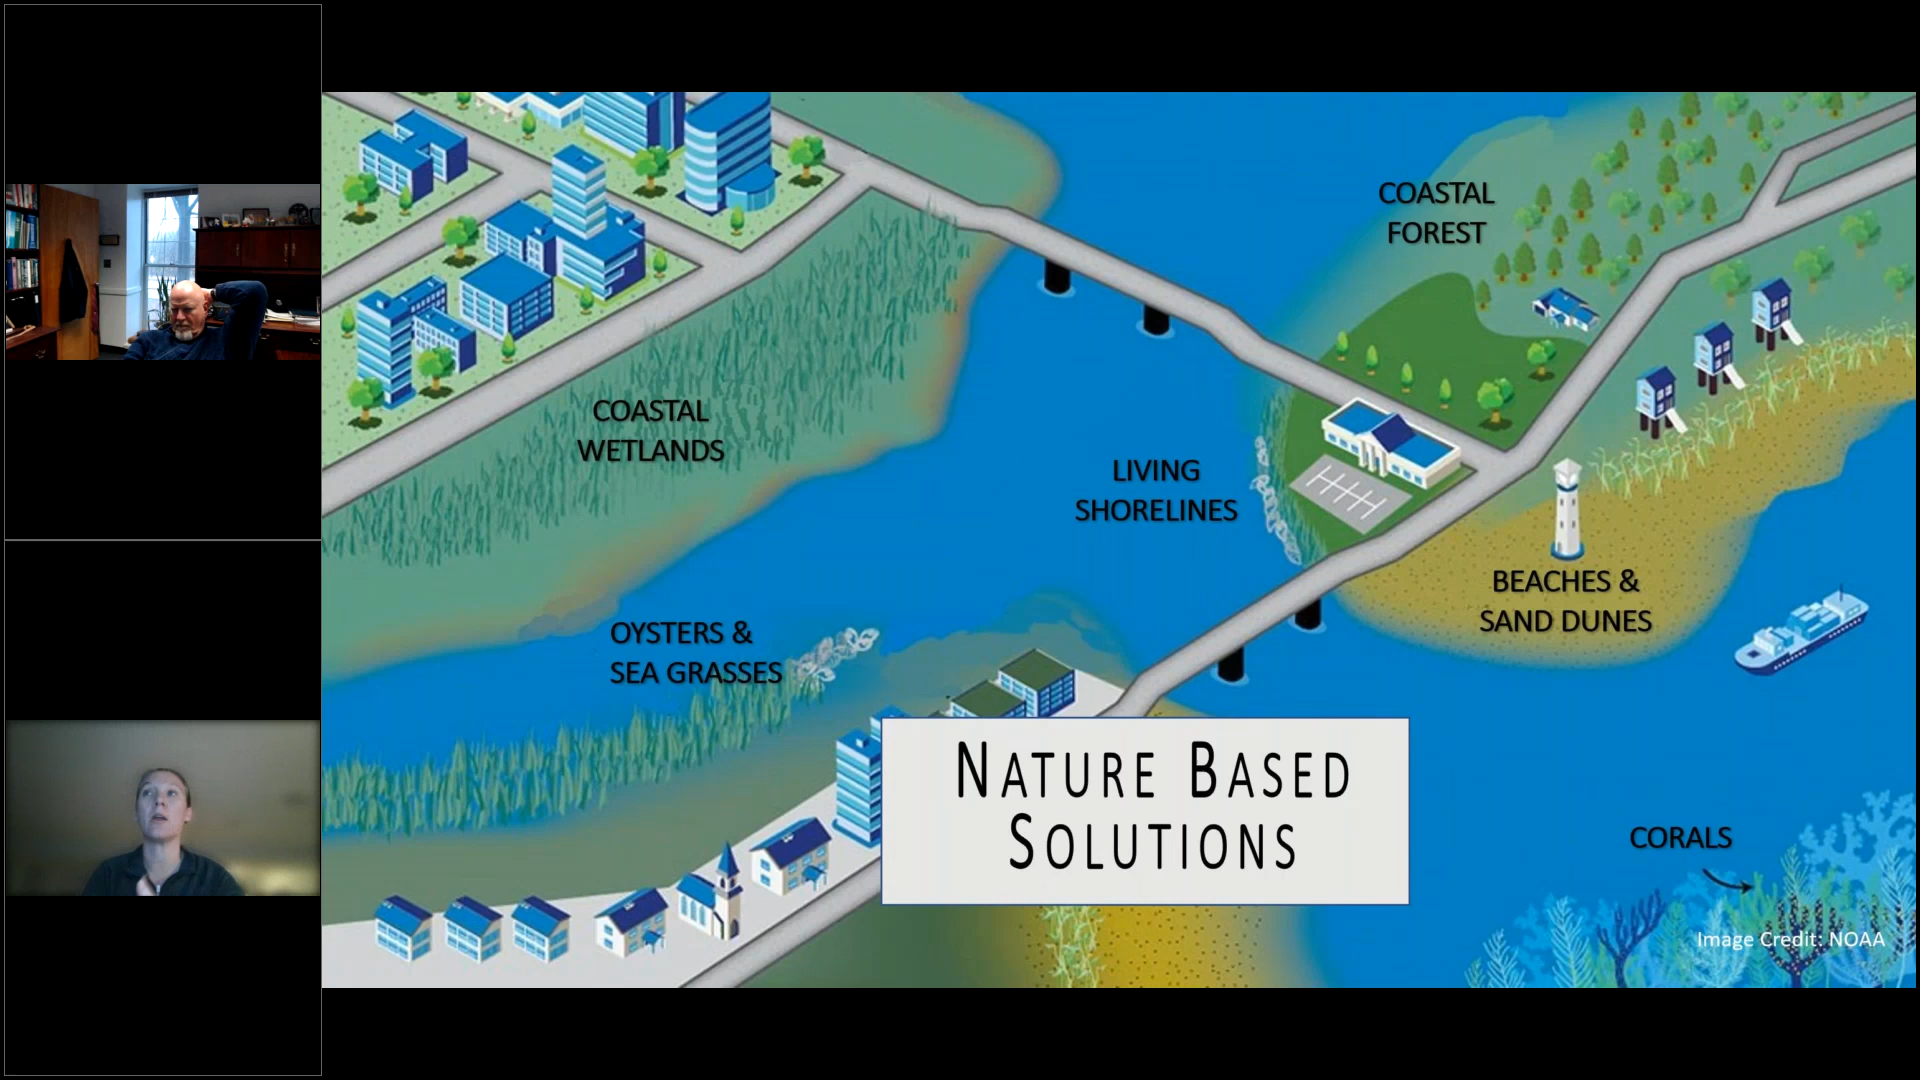 COASTAL
FOREST
COASTAL
WETLANDS
LIVING
SHORELINES
BEACHES &
SAND DUNES
OYSTERS &
SEA GRASSES
NATURE BASED
SOLUTIONS
CORALS
Image Credit: NOAA